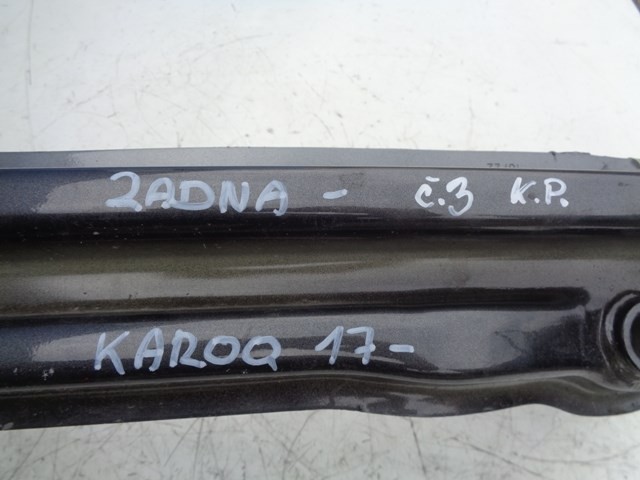 ZADNA - č.3 K.P.
KAROQ 17-